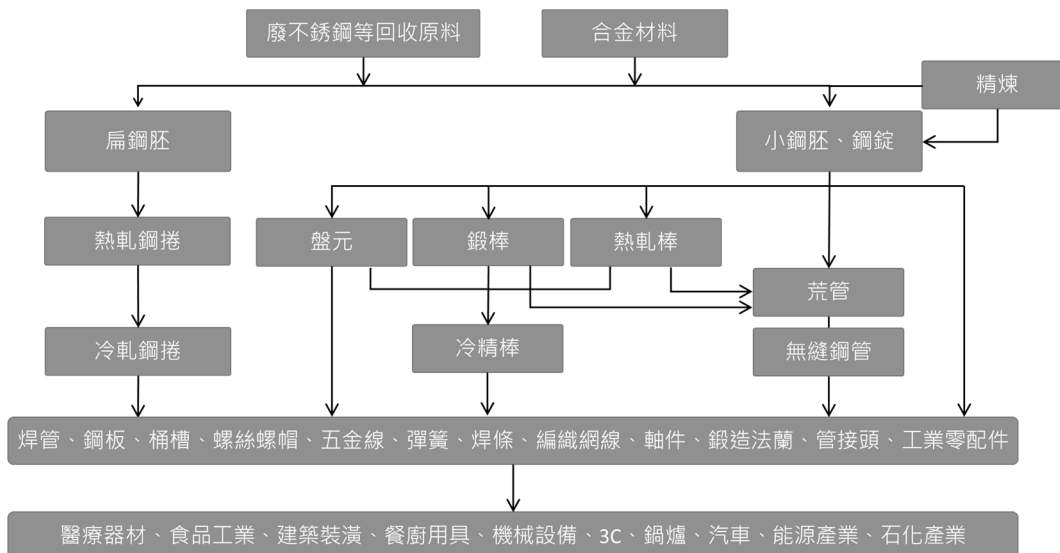 廢不銹鋼等回收原料
合金材料
精煉
扁鋼胚
小鋼胚、鋼錠
熱軋鋼捲
盤元
鍛棒
熱軋棒
荒管
冷軋鋼捲
冷精棒
無縫鋼管
焊管、鋼板、桶槽、螺絲螺帽、五金線、彈簧、焊條、編織網線、軸件、鍛造法蘭、管接頭、工業零配件
醫療器材、食品工業、建築裝潢、餐廚用具、機械設備、3C、鍋爐、汽車、能源產業、石化產業